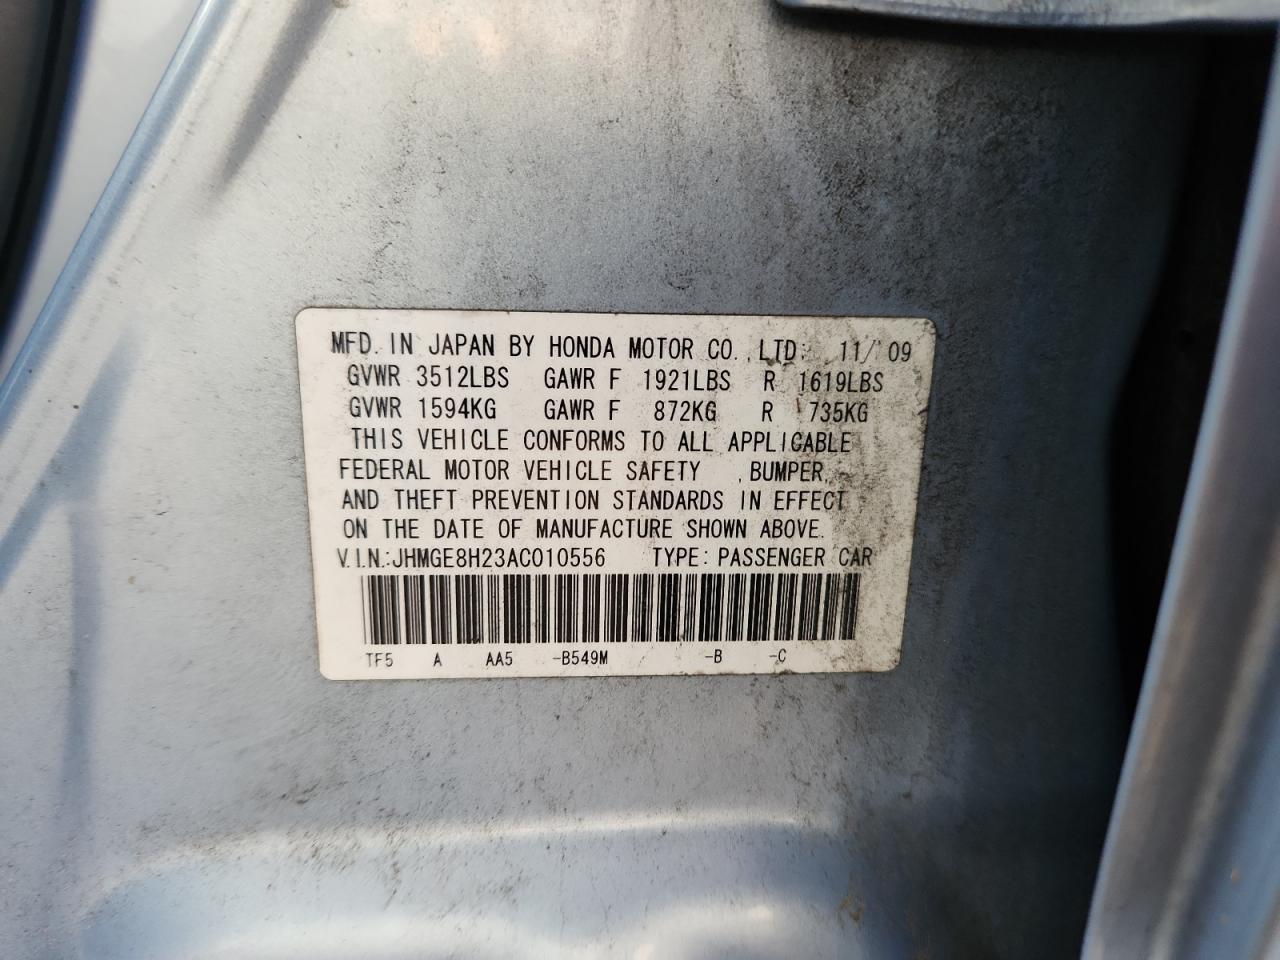 MFD. IN JAPAN BY HONDA MOTOR CO., LTD. 11/09
GVWR 3512LBS GAWR F 1921LBS R 1619LBS
GVWR 1594KG GAWR F 872KG R 735KG
THIS VEHICLE CONFORMS TO ALL APPLICABLE
FEDERAL MOTOR VEHICLE SAFETY , BUMPER,
AND THEFT PREVENTION STANDARDS IN EFFECT
ON THE DATE OF MANUFACTURE SHOWN ABOVE.
V.I.N.:JHMGE8H23AC010556 TYPE: PASSENGER CAR
TF5 A AA5 -B549M -B -C